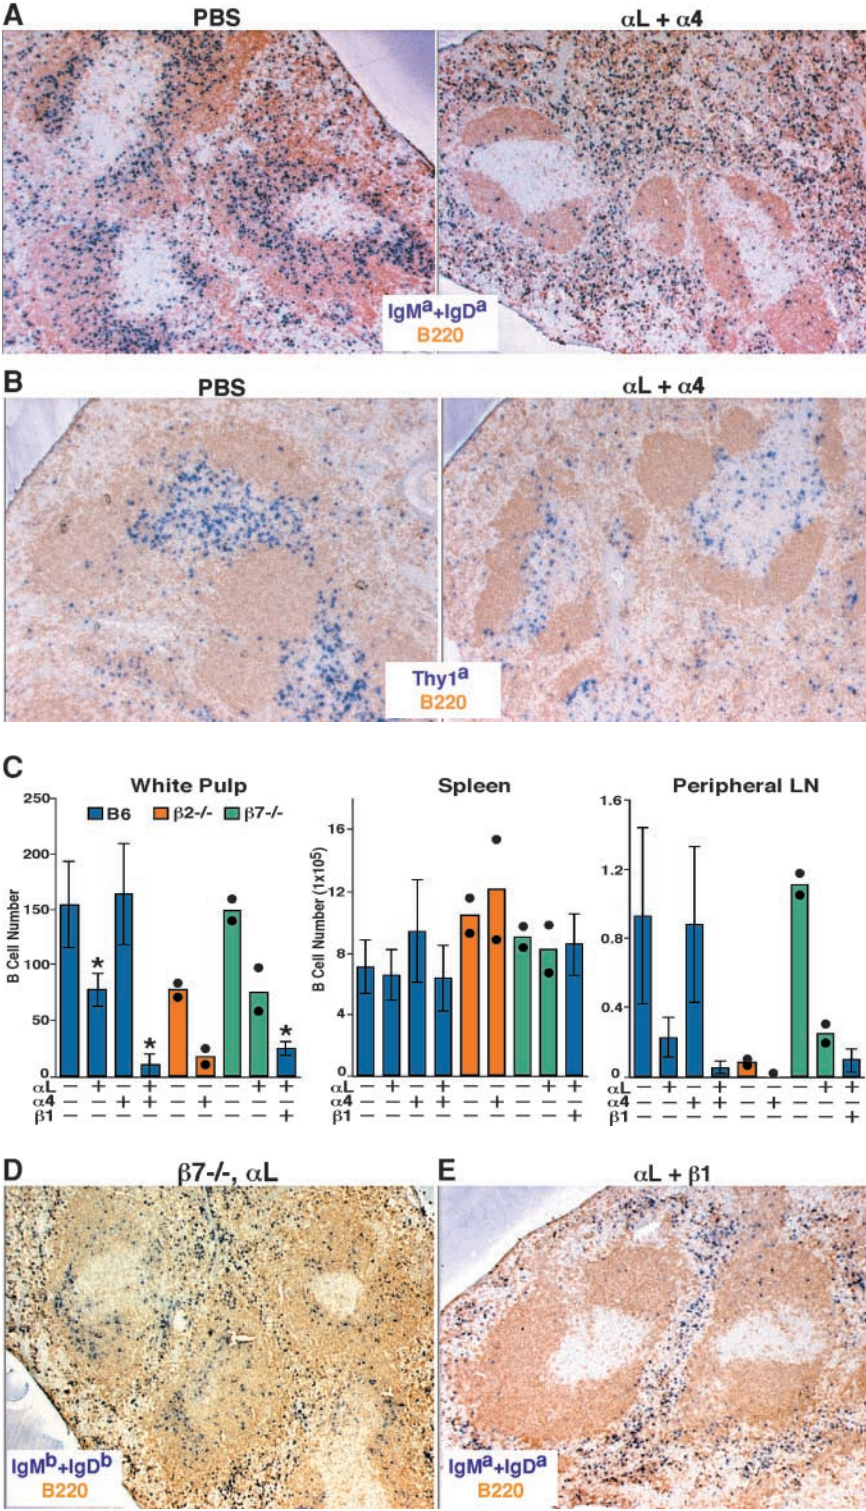 A
PBS
αL + α4
IgMᵃ+IgDᵃ
B220
B
PBS
αL + α4
Thy1ᵃ
B220
C
White Pulp
Spleen
Peripheral LN
B6
β2-/-
β7-/-
B Cell Number
250
200
150
100
50
0
*
*
*
B Cell Number (1x10⁵)
16
12
8
4
0
1.6
1.2
0.8
0.4
0
αL – + – + – – – + +
α4 – – + + – + – – –
β1 – – – – – – – – +
– + – + – – – + +
– – + + – + – – –
– – – – – – – – +
αL – + – + – – – + +
α4 – – + + – + – – –
β1 – – – – – – – – +
D
β7-/-, αL
E
αL + β1
IgMᵇ+IgDᵇ
B220
IgMᵃ+IgDᵃ
B220